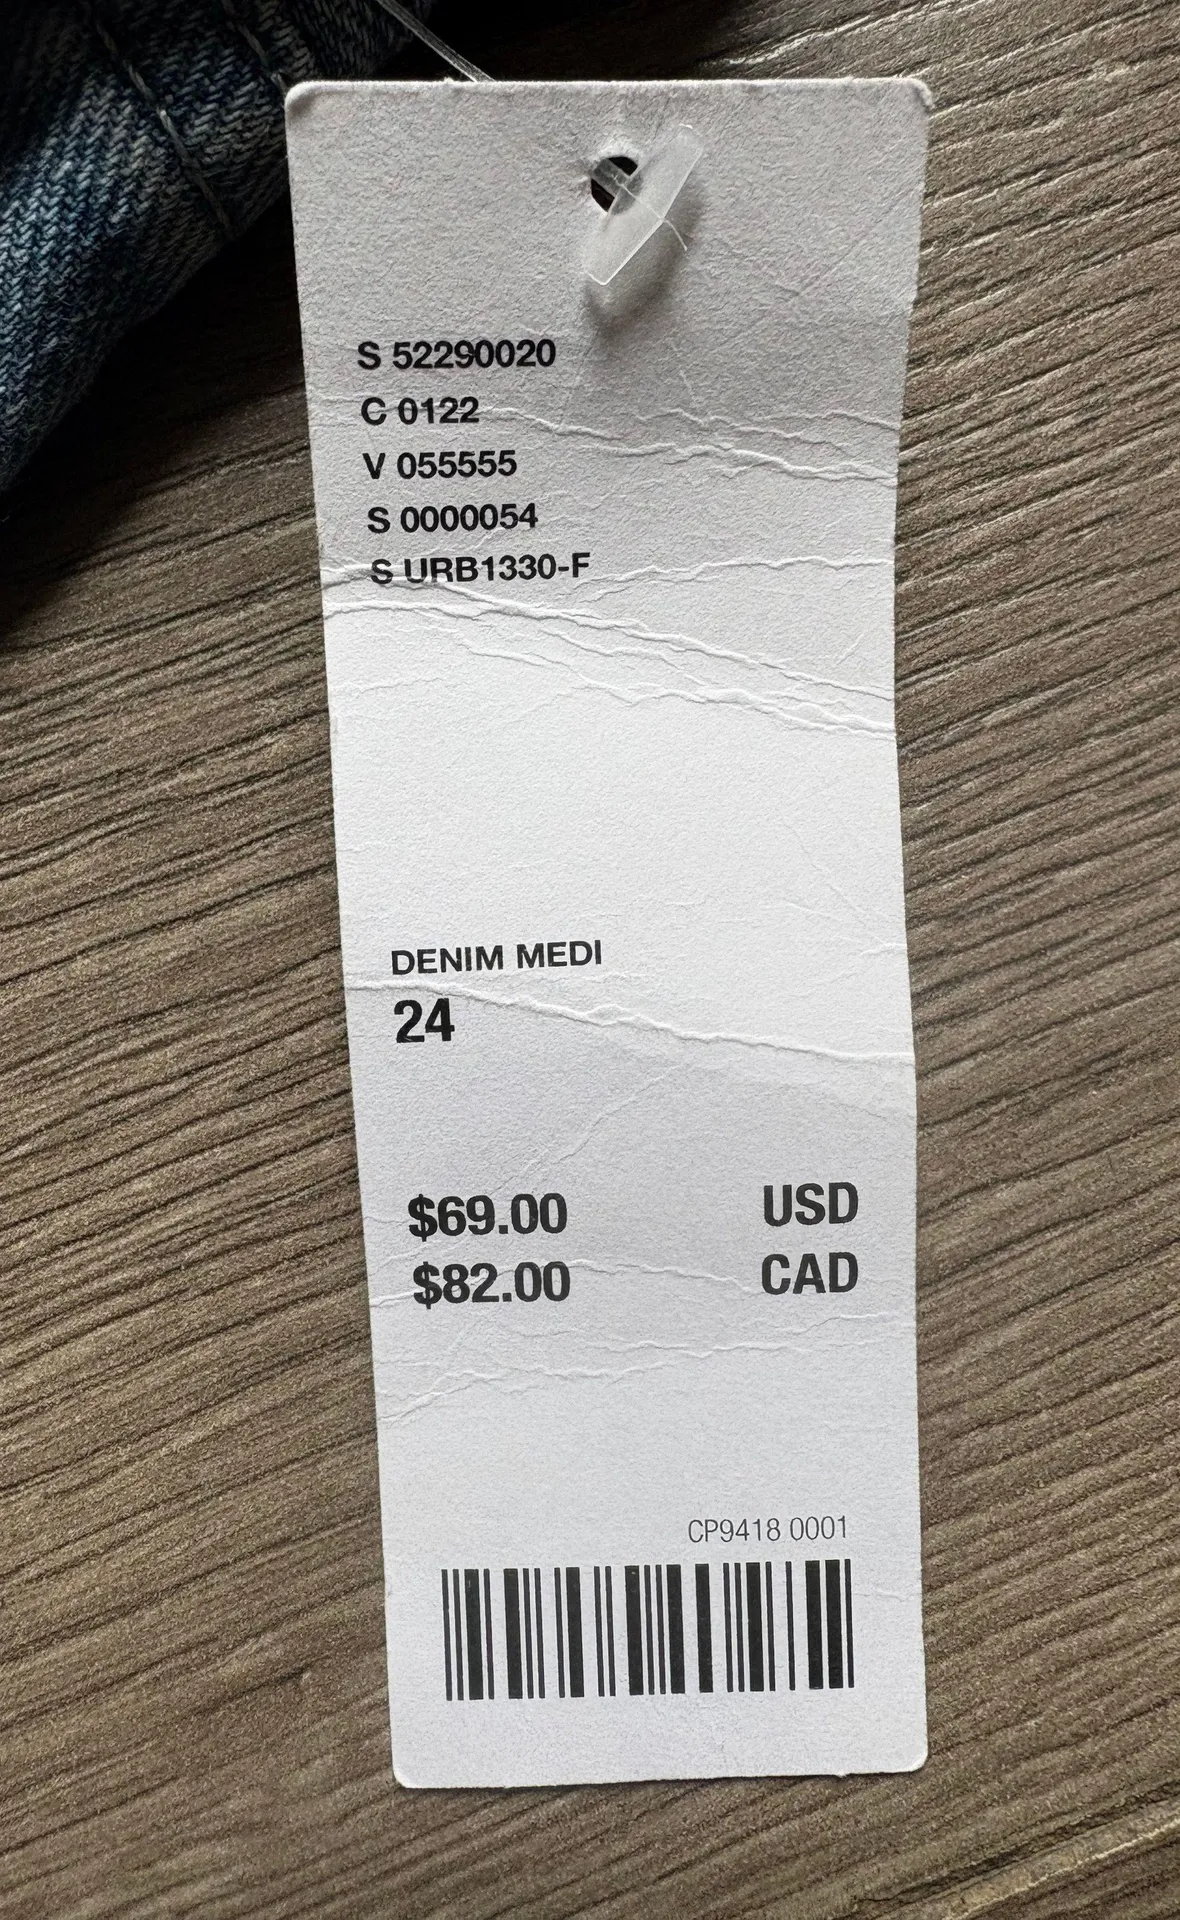 S 52290020
C 0122
V 055555
S 0000054
S URB1330-F
DENIM MEDI
24
$69.00 USD
$82.00 CAD
CP9418 0001